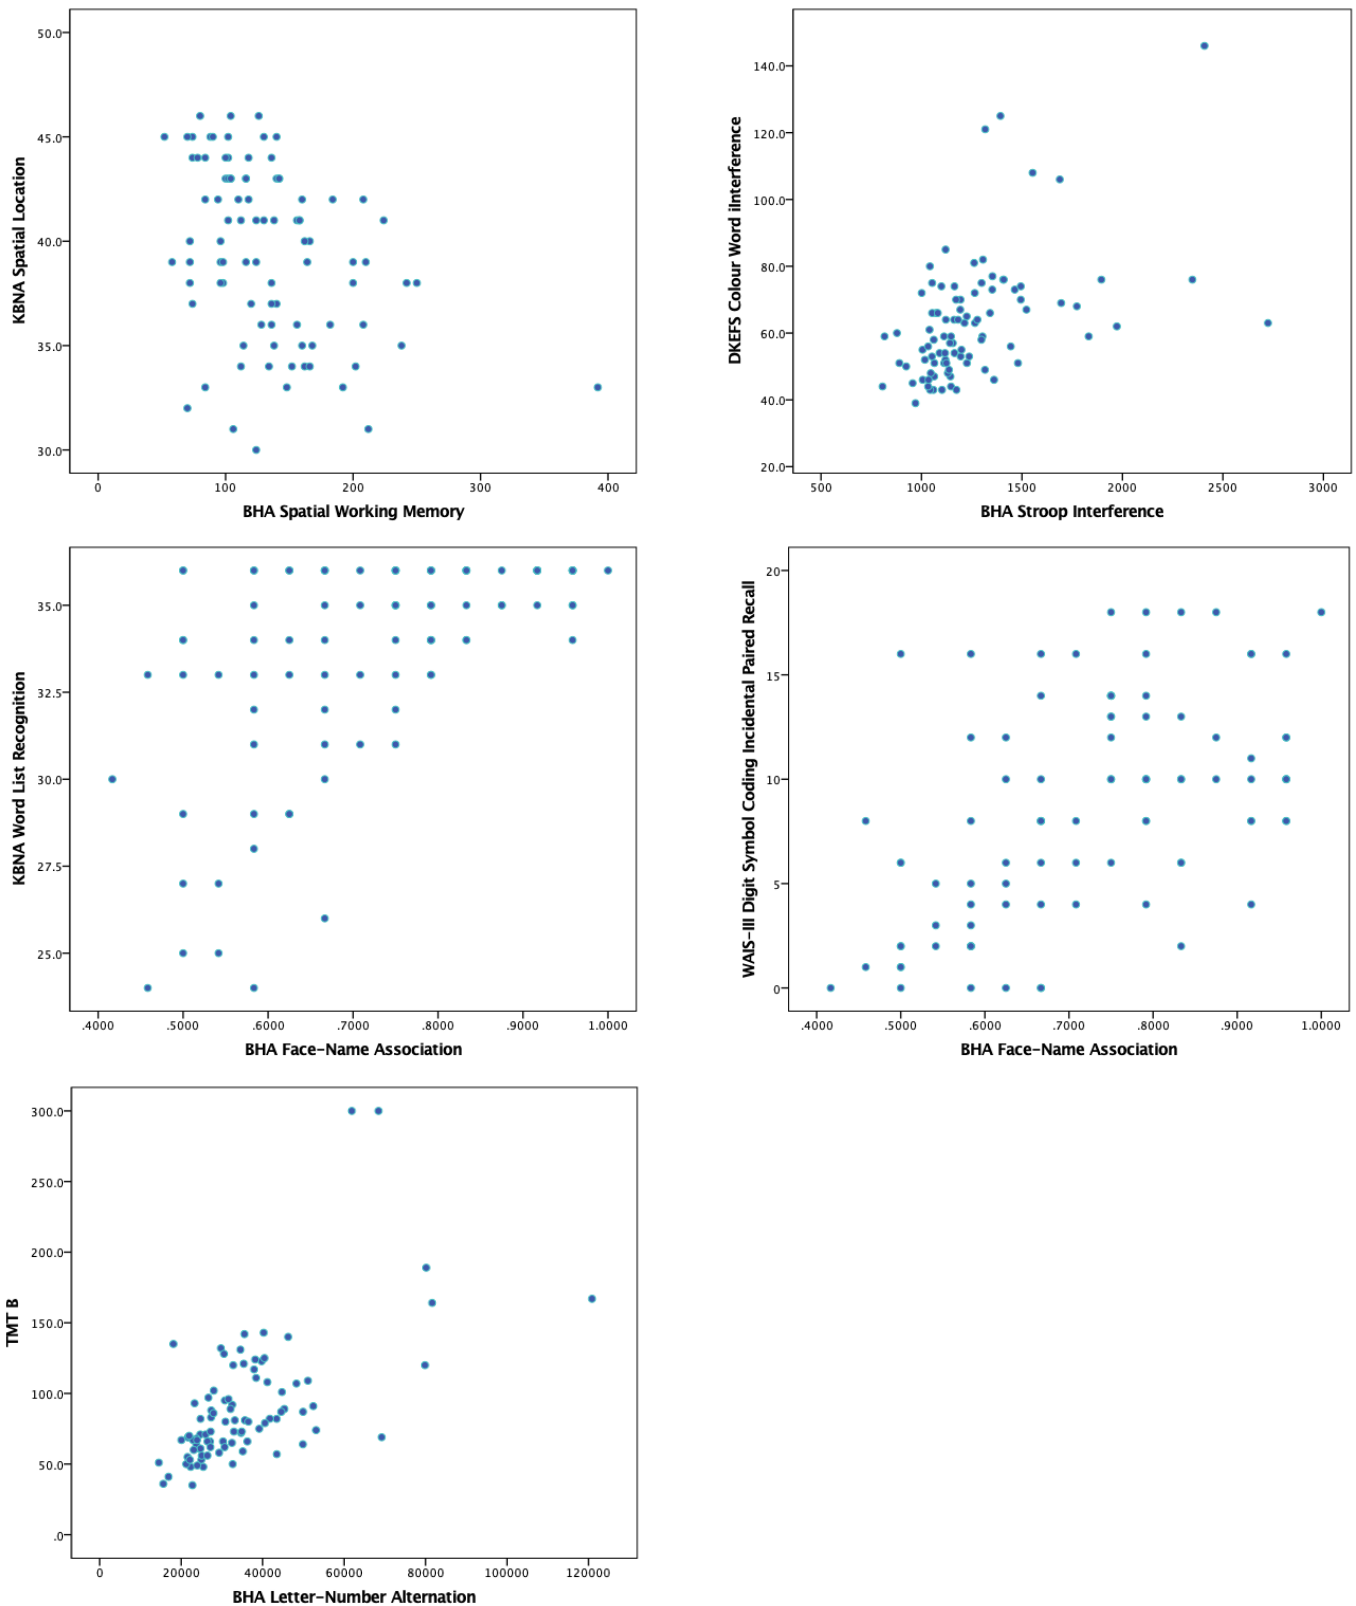 50.0
45.0
40.0
35.0
30.0
KBNA Spatial Location
0 100 200 300 400
BHA Spatial Working Memory
140.0
120.0
100.0
80.0
60.0
40.0
20.0
DKEFS Colour Word iInterference
500 1000 1500 2000 2500 3000
BHA Stroop Interference
35.0
32.5
30.0
27.5
25.0
KBNA Word List Recognition
.4000 .5000 .6000 .7000 .8000 .9000 1.0000
BHA Face-Name Association
20
15
10
5
0
WAIS-III Digit Symbol Coding Incidental Paired Recall
.4000 .5000 .6000 .7000 .8000 .9000 1.0000
BHA Face-Name Association
300.0
250.0
200.0
150.0
100.0
50.0
.0
TMT B
0 20000 40000 60000 80000 100000 120000
BHA Letter-Number Alternation